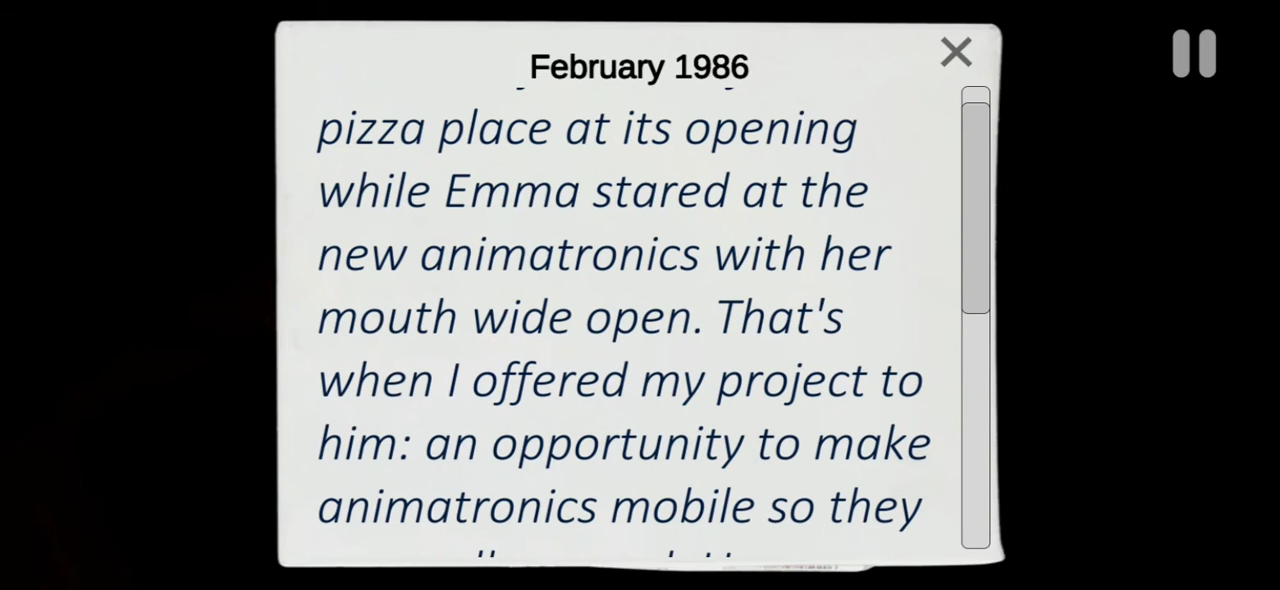 February 1986
pizza place at its opening
while Emma stared at the
new animatronics with her
mouth wide open. That's
when I offered my project to
him: an opportunity to make
animatronics mobile so they